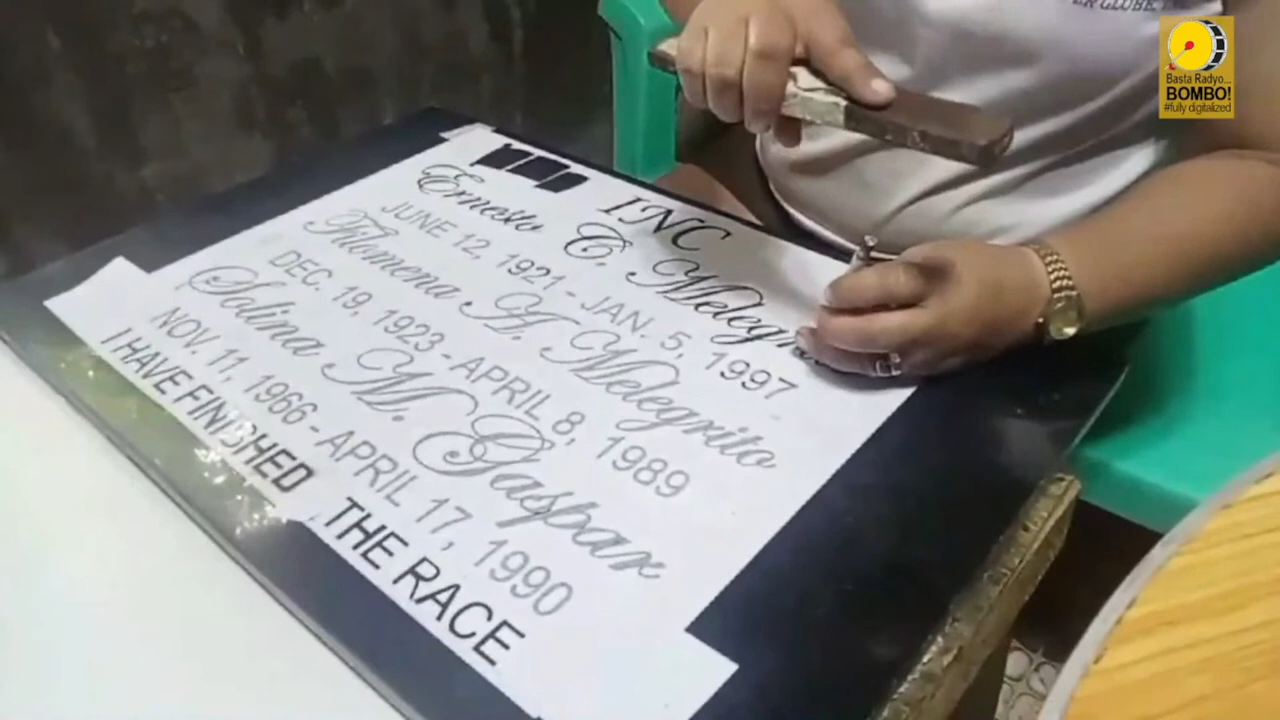 INC
Ernesto C. Melegri
JUNE 12, 1921 - JAN. 5, 1997
Filomena A. Melegrito
DEC. 19, 1923 - APRIL 8, 1989
Solina M. Gaspar
NOV. 11, 1966 - APRIL 17, 1990
I HAVE FINISHED THE RACE
Basta Radyo...
BOMBO!
#fully digitalized